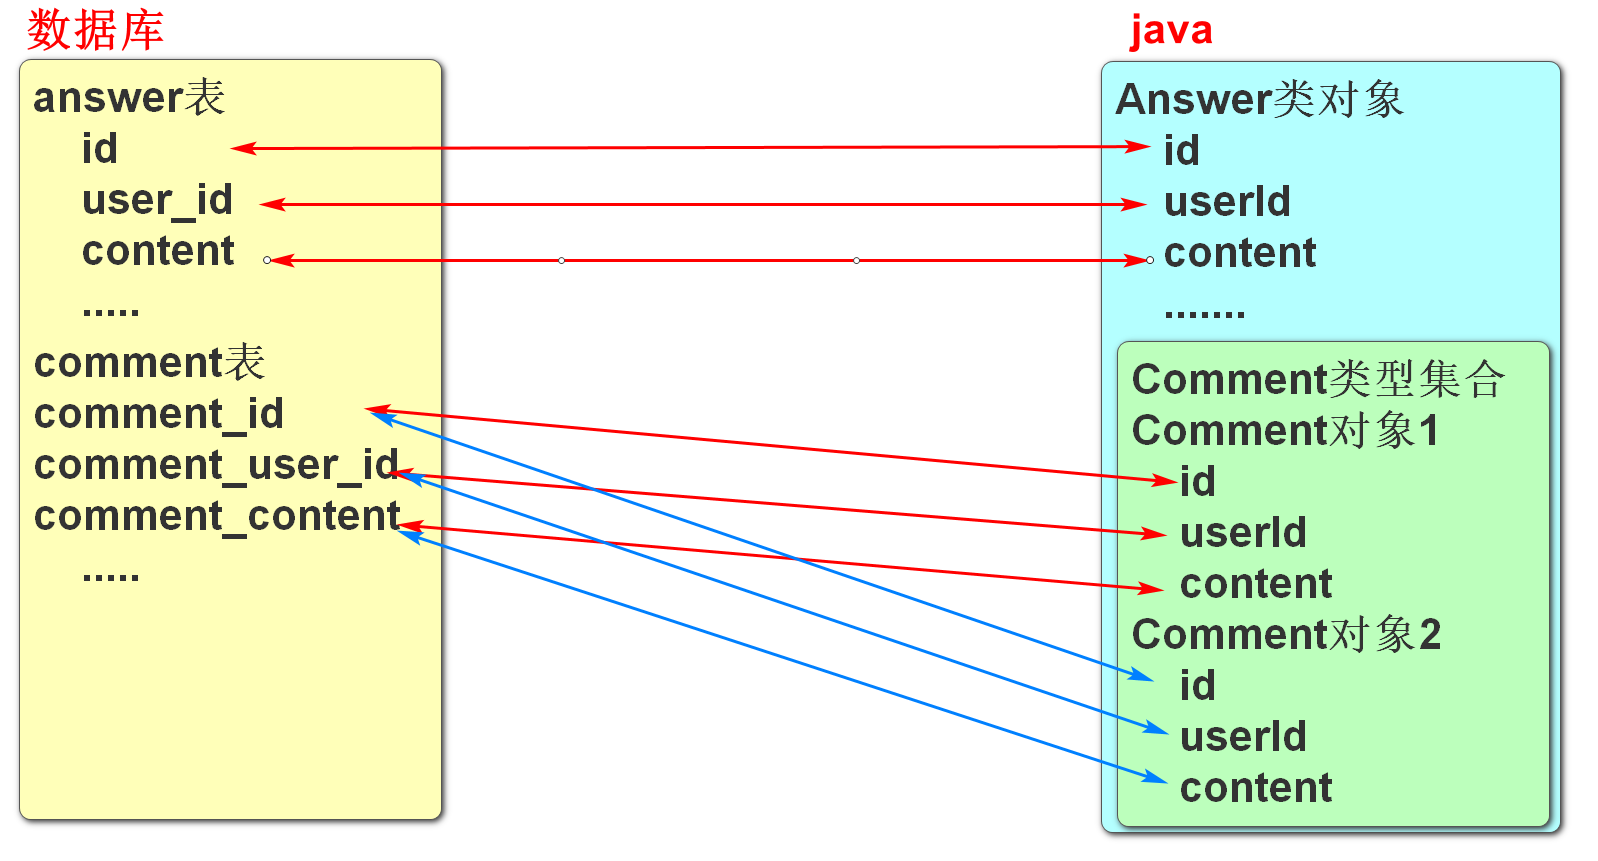 数据库
answer表
id
user_id
content
.....
comment表
comment_id
comment_user_id
comment_content
.....
java
Answer类对象
id
userId
content
.......
Comment类型集合
Comment对象1
id
userId
content
Comment对象2
id
userId
content